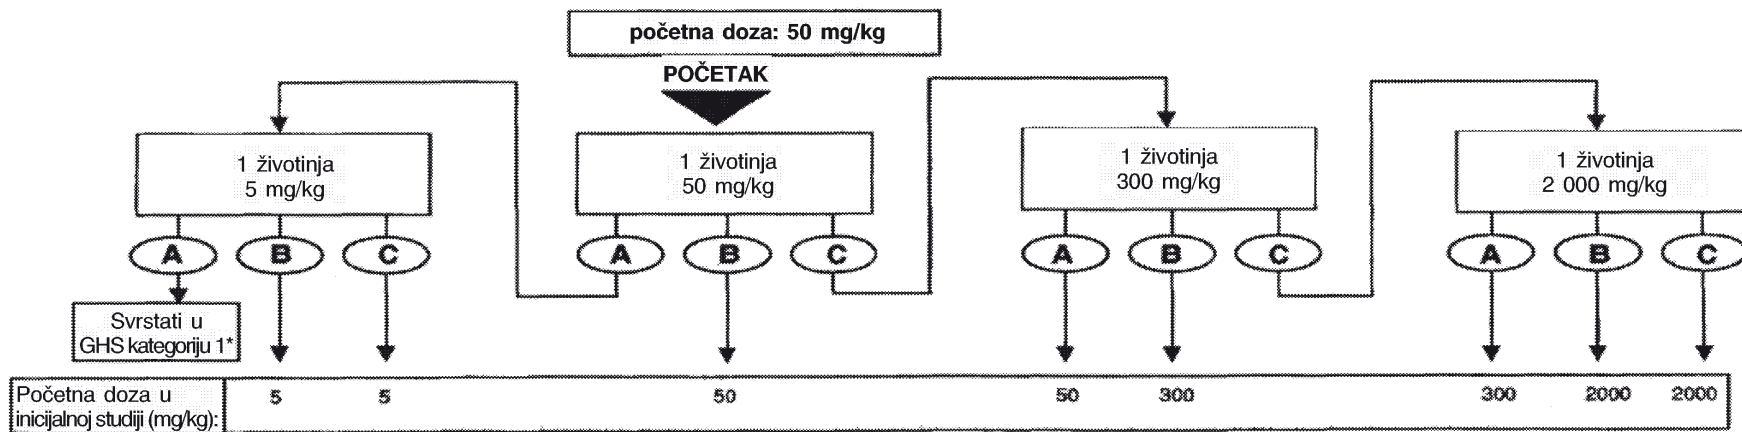 početna doza: 50 mg/kg
POČETAK
1 životinja
5 mg/kg
1 životinja
50 mg/kg
1 životinja
300 mg/kg
1 životinja
2 000 mg/kg
A B C A B C A B C A B C
Svrstati u
GHS kategoriju 1*
Početna doza u
inicijalnoj studiji (mg/kg):
5 5 50 50 300 300 2000 2000